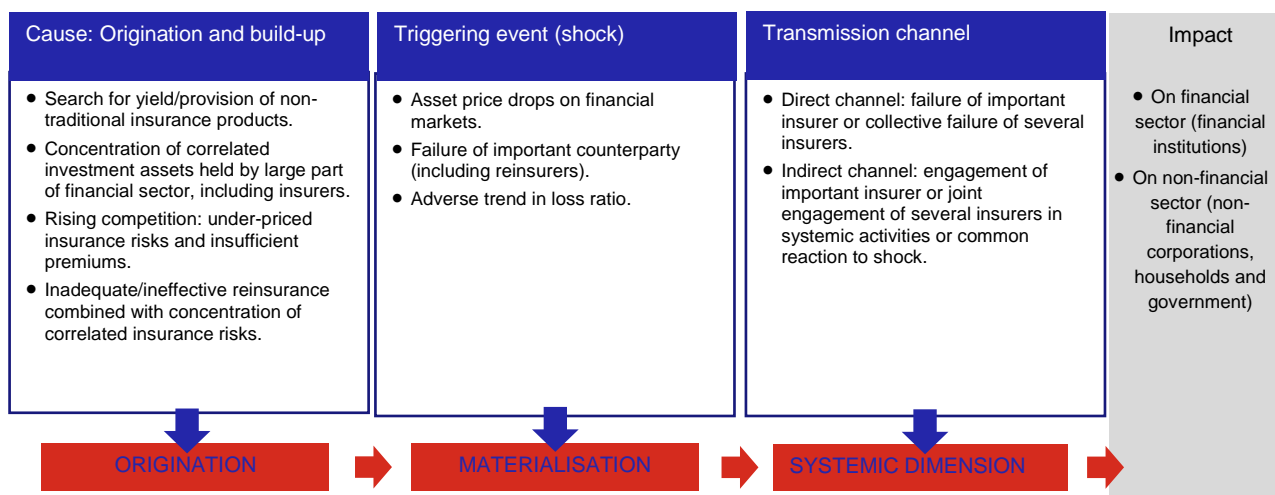 Cause: Origination and build-up
• Search for yield/provision of non-
traditional insurance products.
• Concentration of correlated
investment assets held by large part
of financial sector, including insurers.
• Rising competition: under-priced
insurance risks and insufficient
premiums.
• Inadequate/ineffective reinsurance
combined with concentration of
correlated insurance risks.
ORIGINATION
Triggering event (shock)
• Asset price drops on financial
markets.
• Failure of important counterparty
(including reinsurers).
• Adverse trend in loss ratio.
MATERIALISATION
Transmission channel
• Direct channel: failure of important
insurer or collective failure of several
insurers.
• Indirect channel: engagement of
important insurer or joint
engagement of several insurers in
systemic activities or common
reaction to shock.
SYSTEMIC DIMENSION
Impact
• On financial
sector (financial
institutions)
• On non-financial
sector (non-
financial
corporations,
households and
government)